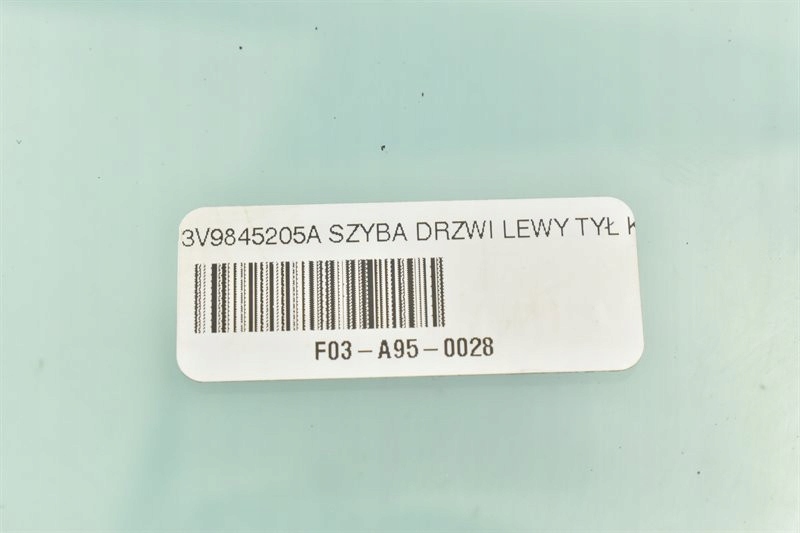 3V9845205A SZYBA DRZWI LEWY TYŁ K
F03-A95-0028